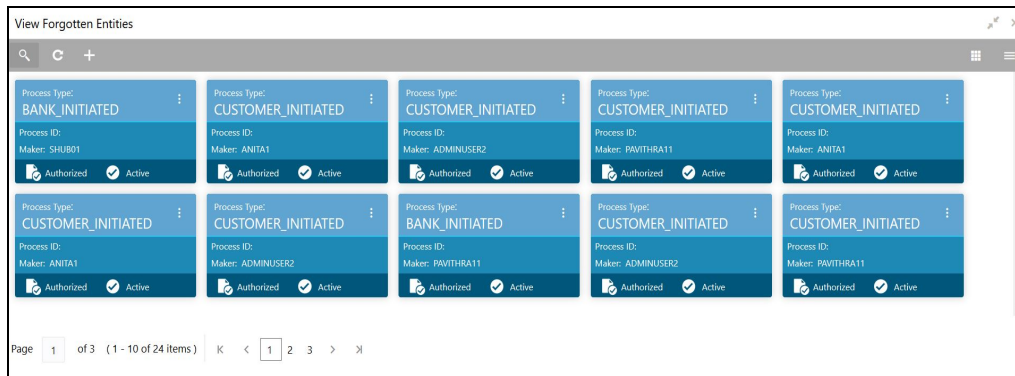 View Forgotten Entities
Process Type:
BANK_INITIATED
Process ID:
Maker: SHUB01
Authorized Active
Process Type:
CUSTOMER_INITIATED
Process ID:
Maker: ANITA1
Authorized Active
Process Type:
CUSTOMER_INITIATED
Process ID:
Maker: ADMINUSER2
Authorized Active
Process Type:
CUSTOMER_INITIATED
Process ID:
Maker: PAVITHRA11
Authorized Active
Process Type:
CUSTOMER_INITIATED
Process ID:
Maker: ANITA1
Authorized Active
Process Type:
CUSTOMER_INITIATED
Process ID:
Maker: ANITA1
Authorized Active
Process Type:
CUSTOMER_INITIATED
Process ID:
Maker: ADMINUSER2
Authorized Active
Process Type:
BANK_INITIATED
Process ID:
Maker: PAVITHRA11
Authorized Active
Process Type:
CUSTOMER_INITIATED
Process ID:
Maker: ADMINUSER2
Authorized Active
Process Type:
CUSTOMER_INITIATED
Process ID:
Maker: PAVITHRA11
Authorized Active
Page 1 of 3 ( 1 - 10 of 24 items ) 1 2 3